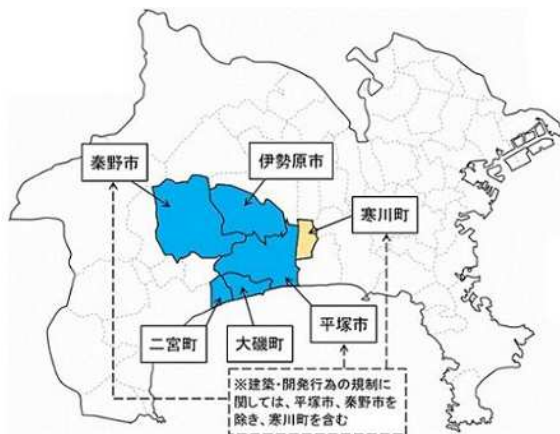 秦野市
伊勢原市
寒川町
二宮町
大磯町
平塚市
※建築・開発行為の規制に
関しては、平塚市、秦野市を
除き、寒川町を含む